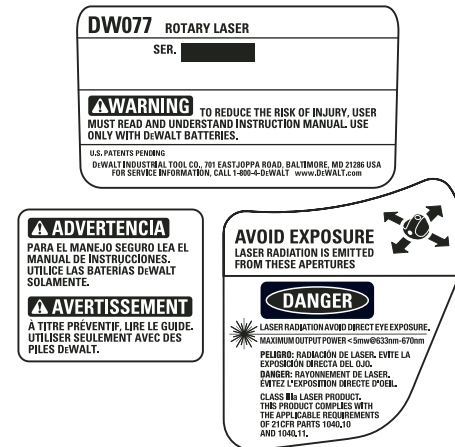 DW077 ROTARY LASER
SER.
WARNING TO REDUCE THE RISK OF INJURY, USER
MUST READ AND UNDERSTAND INSTRUCTION MANUAL. USE
ONLY WITH DEWALT BATTERIES.
U.S. PATENTS PENDING
DEWALT INDUSTRIAL TOOL CO., 701 EAST JOPPA ROAD, BALTIMORE, MD 21286 USA
FOR SERVICE INFORMATION, CALL 1-800-4-DEWALT www.DEWALT.com
ADVERTENCIA
PARA EL MANEJO SEGURO LEA EL
MANUAL DE INSTRUCCIONES.
UTILICE LAS BATERÍAS DEWALT
SOLAMENTE.
AVERTISSEMENT
À TITRE PRÉVENTIF, LIRE LE GUIDE.
UTILISER SEULEMENT AVEC DES
PILES DEWALT.
AVOID EXPOSURE
LASER RADIATION IS EMITTED
FROM THESE APERTURES
DANGER
LASER RADIATION AVOID DIRECT EYE EXPOSURE.
MAXIMUM OUTPUT POWER <5mw@633nm-670nm
PELIGRO: RADIACIÓN DE LASER. EVITE LA
EXPOSICIÓN DIRECTA DEL OJO.
DANGER: RAYONNEMENT DE LASER.
ÉVITEZ L'EXPOSITION DIRECTE D'OEIL.
CLASS IIIa LASER PRODUCT.
THIS PRODUCT COMPLIES WITH
THE APPLICABLE REQUIREMENTS
OF 21CFR PARTS 1040.10
AND 1040.11.